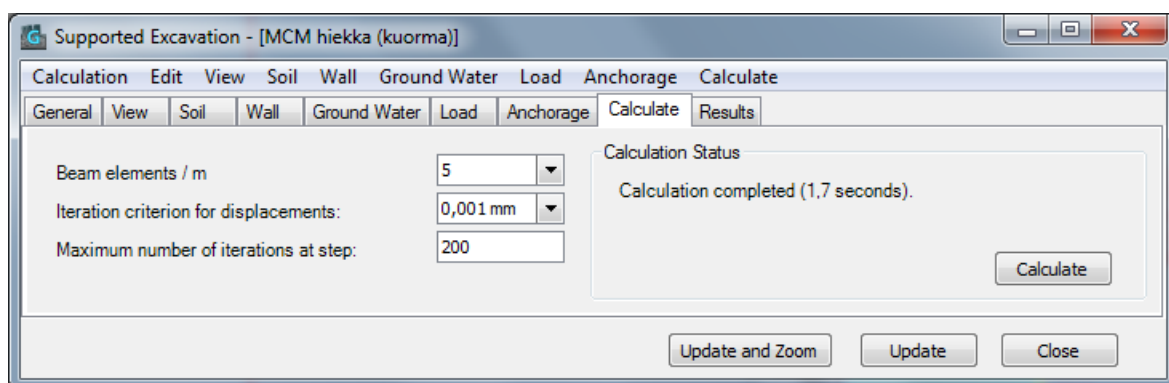 Supported Excavation - [MCM hiekka (kuorma)]
Calculation Edit View Soil Wall Ground Water Load Anchorage Calculate
General View Soil Wall Ground Water Load Anchorage Calculate Results
Calculation Status
Beam elements / m 5
Calculation completed (1,7 seconds).
Iteration criterion for displacements: 0,001 mm
Maximum number of iterations at step: 200
Calculate
Update and Zoom Update Close